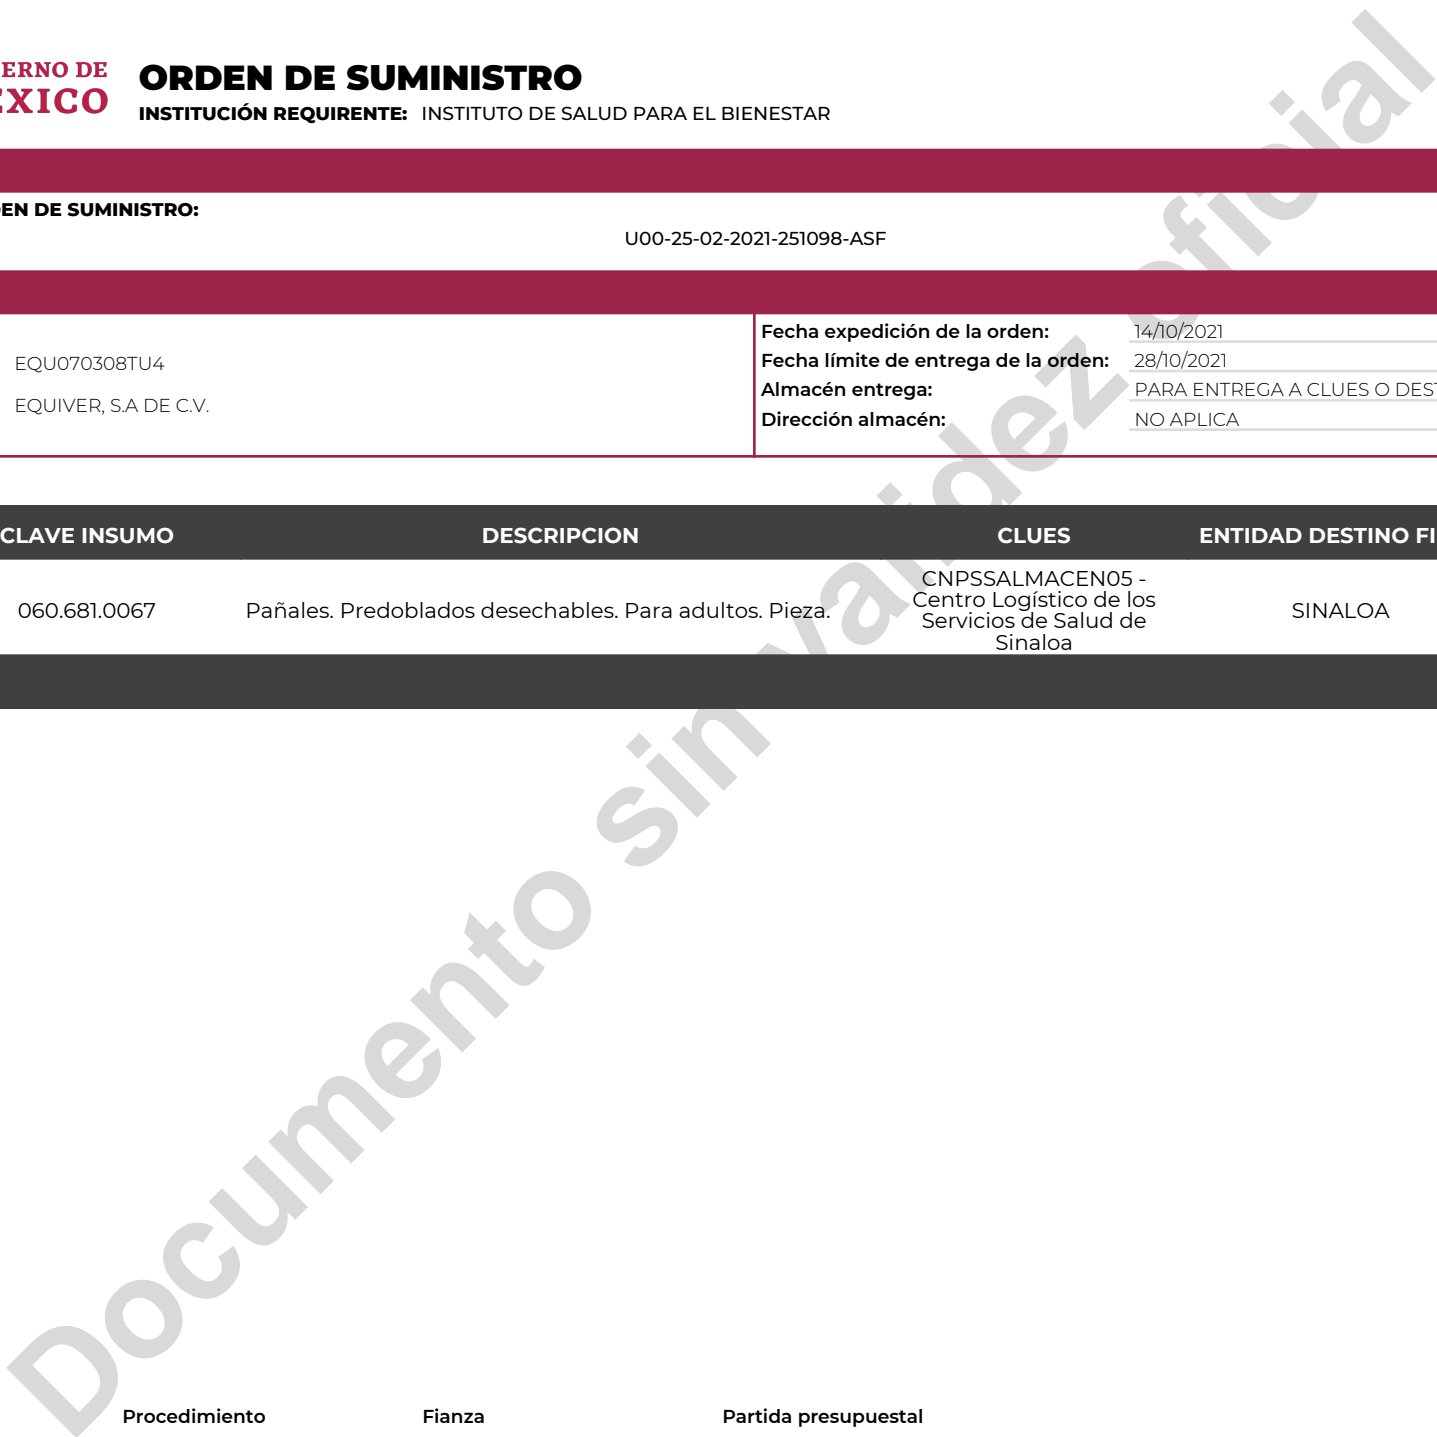 ERNO DE
XICO
ORDEN DE SUMINISTRO
INSTITUCIÓN REQUIRENTE: INSTITUTO DE SALUD PARA EL BIENESTAR
EN DE SUMINISTRO:
U00-25-02-2021-251098-ASF
EQU070308TU4
EQUIVER, S.A DE C.V.
Fecha expedición de la orden: 14/10/2021
Fecha límite de entrega de la orden: 28/10/2021
Almacén entrega: PARA ENTREGA A CLUES O DEST
Dirección almacén: NO APLICA
CLAVE INSUMO DESCRIPCION CLUES ENTIDAD DESTINO FI
060.681.0067 Pañales. Predoblados desechables. Para adultos. Pieza.
CNPSSALMACEN05 -
Centro Logístico de los
Servicios de Salud de
Sinaloa
SINALOA
Documento sin validez oficial
Procedimiento Fianza Partida presupuestal